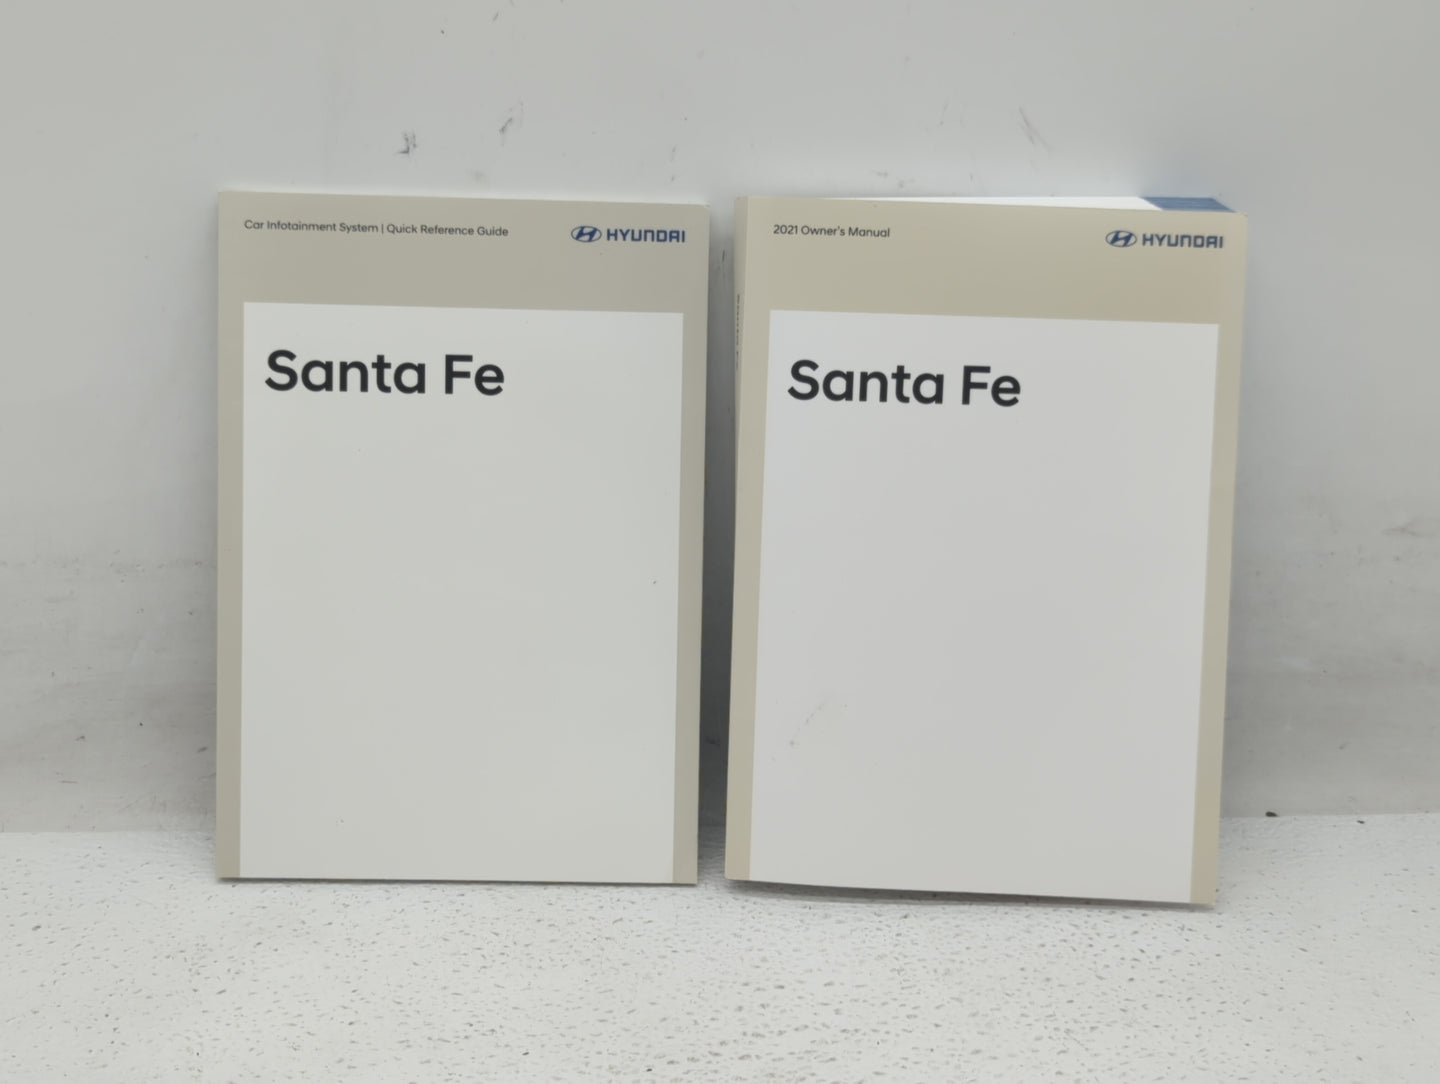 Car Infotainment System | Quick Reference Guide
HYUNDAI
Santa Fe
2021 Owner's Manual
HYUNDAI
Santa Fe